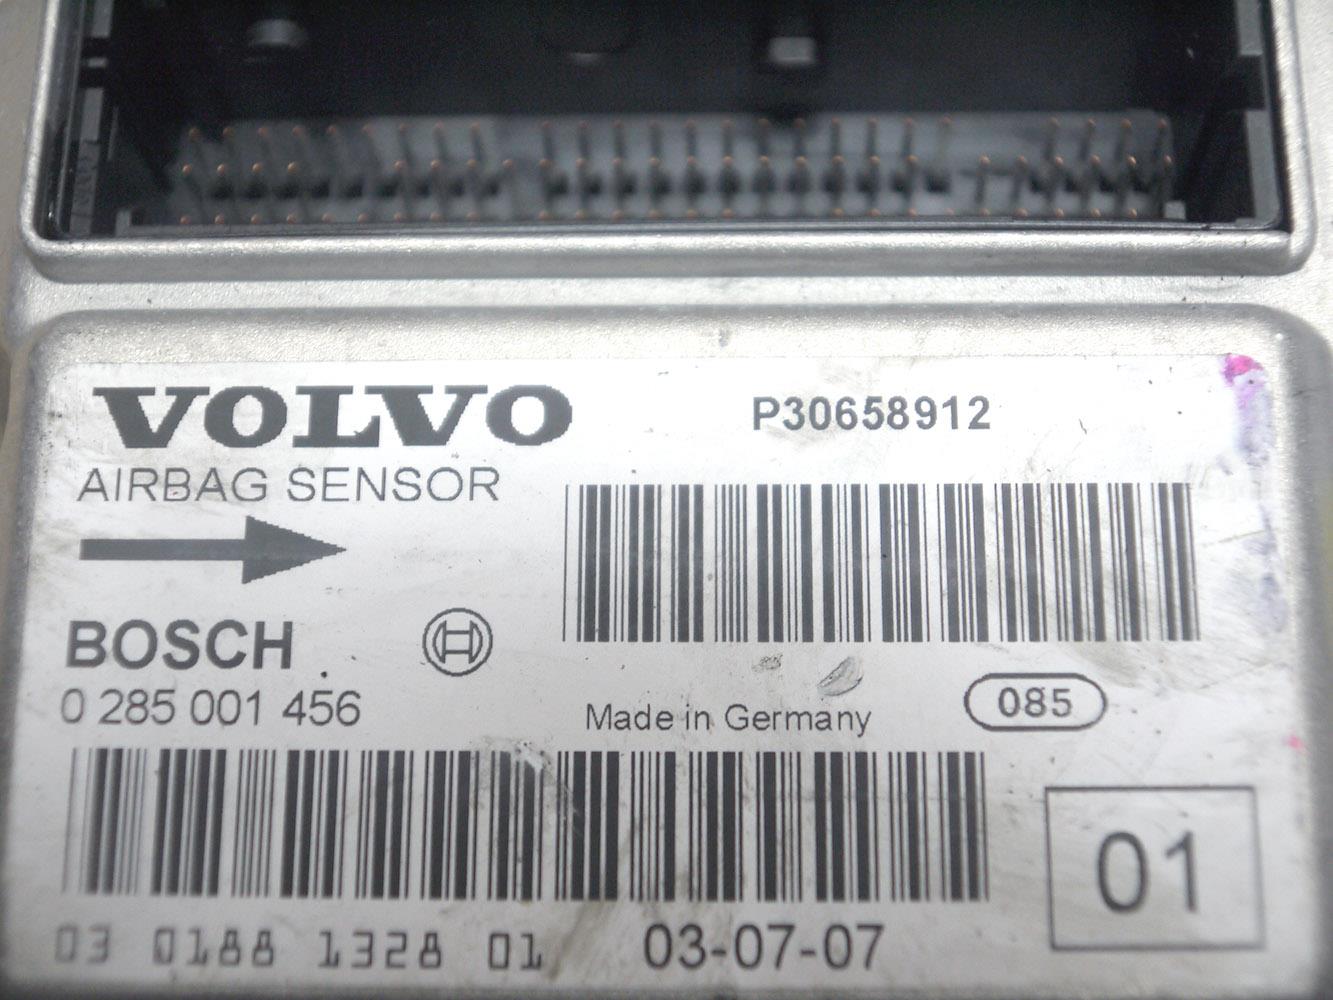 VOLVO
P30658912
AIRBAG SENSOR
BOSCH
0 285 001 456
Made in Germany
085
01
03 0188 1328 01
03-07-07